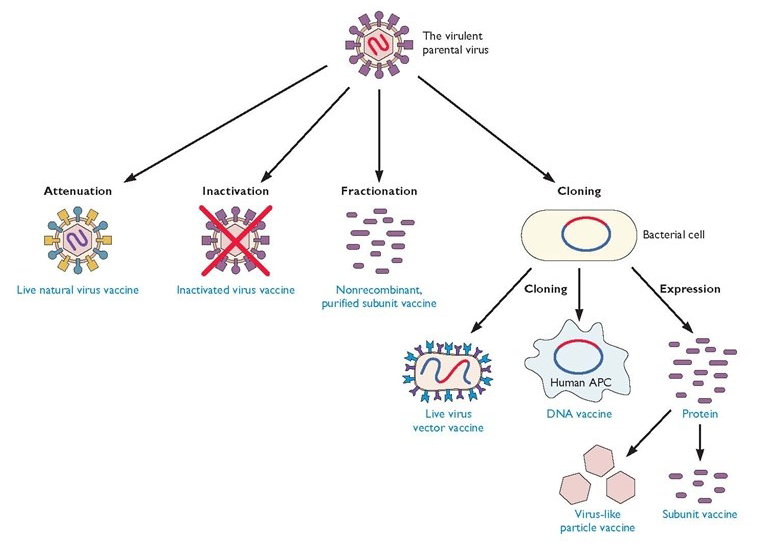 The virulent
parental virus
Attenuation
Inactivation
Fractionation
Cloning
Bacterial cell
Live natural virus vaccine
Inactivated virus vaccine
Nonrecombinant,
purified subunit vaccine
Cloning
Expression
Human APC
Live virus
vector vaccine
DNA vaccine
Protein
Virus-like
particle vaccine
Subunit vaccine